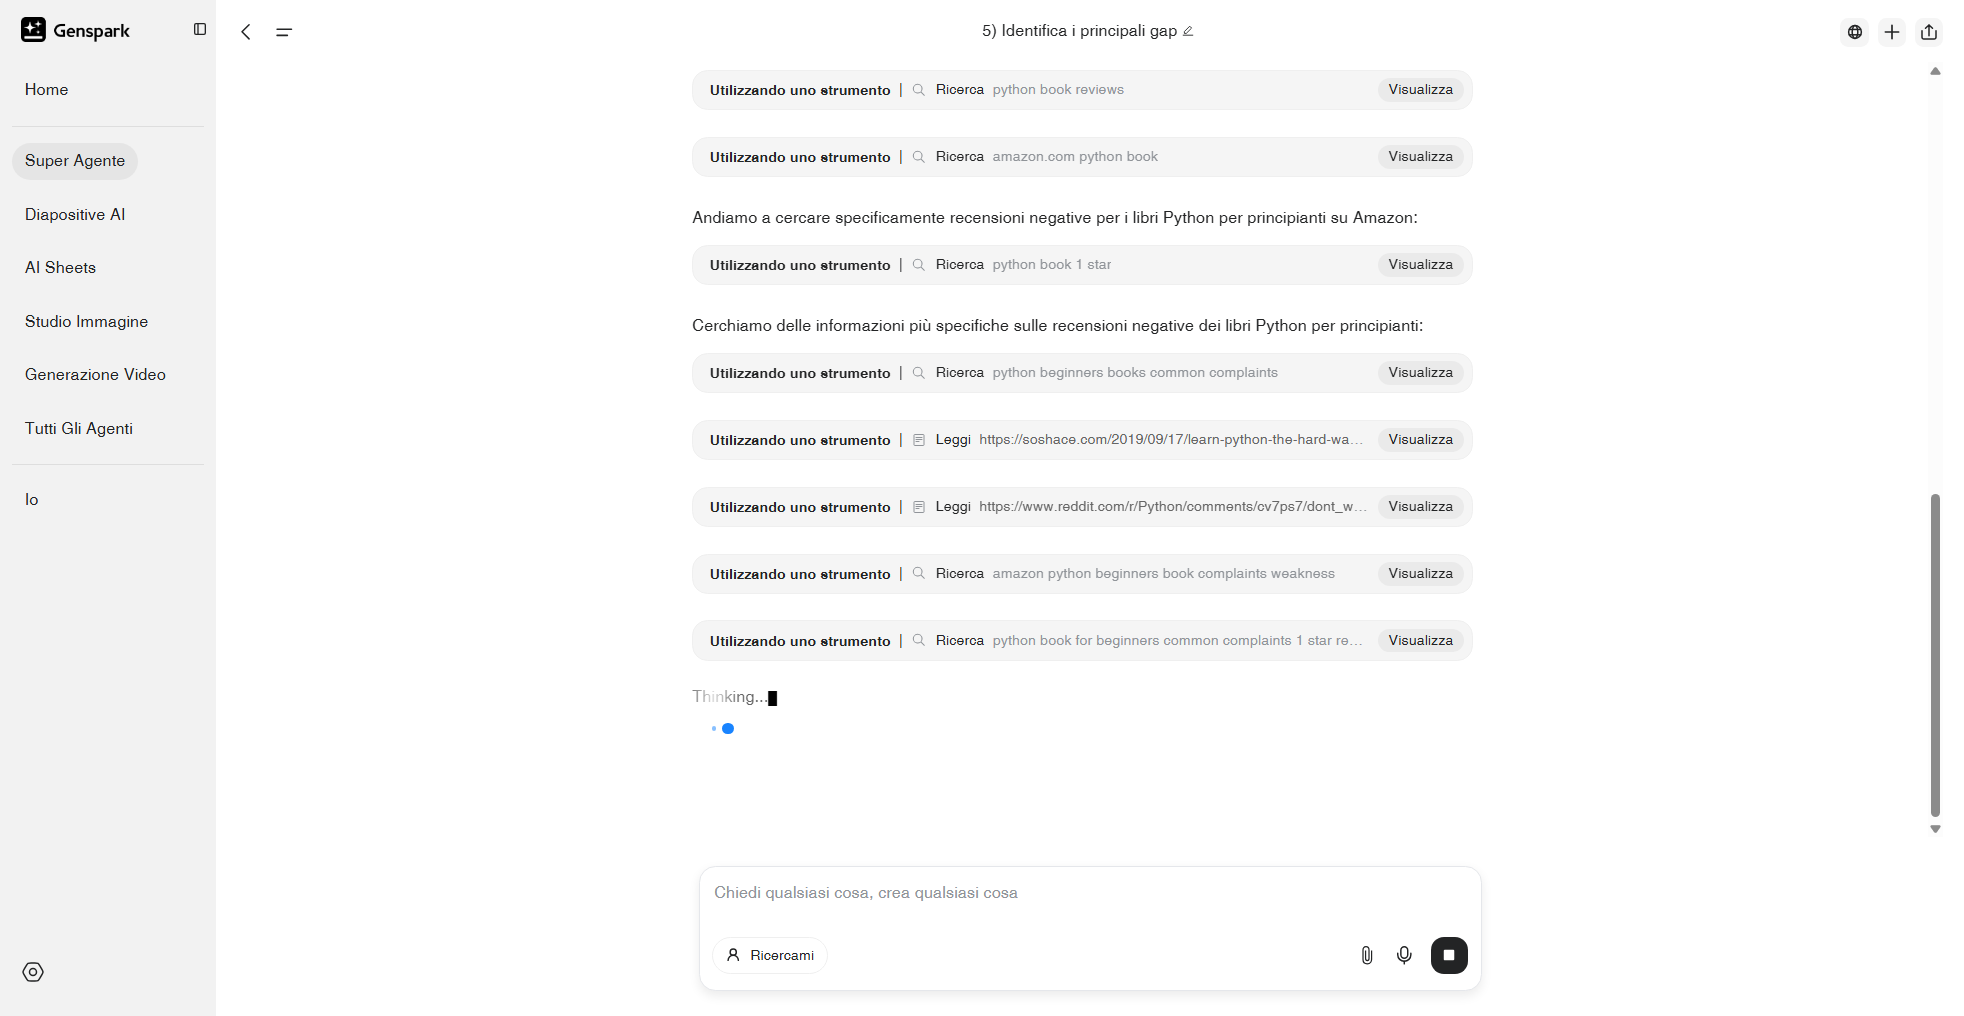 Genspark
Home
Super Agente
Diapositive AI
AI Sheets
Studio Immagine
Generazione Video
Tutti Gli Agenti
Io
5) Identifica i principali gap
Utilizzando uno strumento | Ricerca python book reviews Visualizza
Utilizzando uno strumento | Ricerca amazon.com python book Visualizza
Andiamo a cercare specificamente recensioni negative per i libri Python per principianti su Amazon:
Utilizzando uno strumento | Ricerca python book 1 star Visualizza
Cerchiamo delle informazioni più specifiche sulle recensioni negative dei libri Python per principianti:
Utilizzando uno strumento | Ricerca python beginners books common complaints Visualizza
Utilizzando uno strumento | Leggi https://soshace.com/2019/09/17/learn-python-the-hard-wa... Visualizza
Utilizzando uno strumento | Leggi https://www.reddit.com/r/Python/comments/cv7ps7/dont_w... Visualizza
Utilizzando uno strumento | Ricerca amazon python beginners book complaints weakness Visualizza
Utilizzando uno strumento | Ricerca python book for beginners common complaints 1 star re... Visualizza
Thinking...
Chiedi qualsiasi cosa, crea qualsiasi cosa
Ricercami